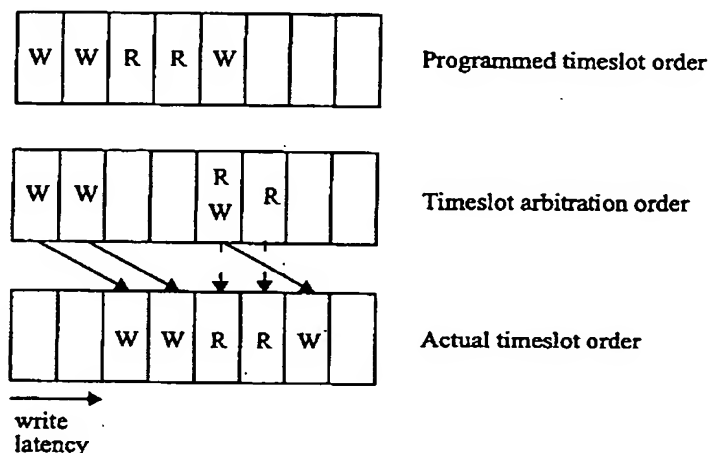 W W R R W
Programmed timeslot order
W W R W R
Timeslot arbitration order
W W R R W
Actual timeslot order
write
latency